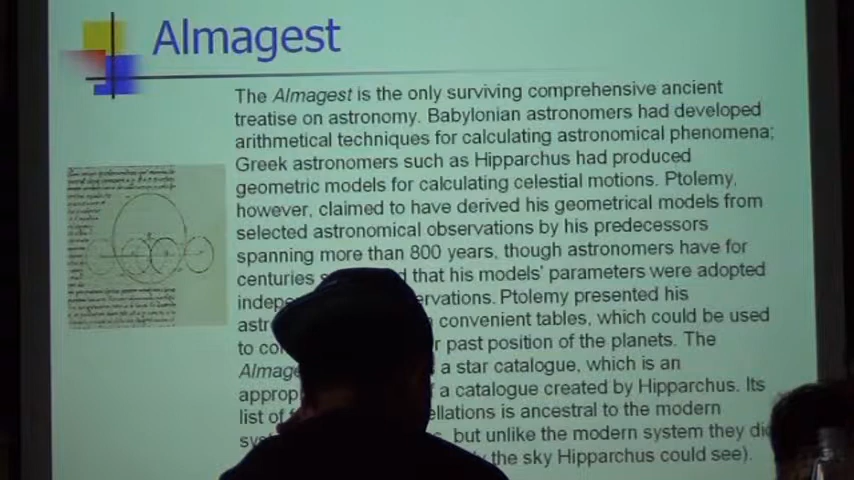 Almagest
The Almagest is the only surviving comprehensive ancient
treatise on astronomy. Babylonian astronomers had developed
arithmetical techniques for calculating astronomical phenomena;
Greek astronomers such as Hipparchus had produced
geometric models for calculating celestial motions. Ptolemy,
however, claimed to have derived his geometrical models from
selected astronomical observations by his predecessors
spanning more than 800 years, though astronomers have for
centuries that his models' parameters were adopted
Ptolemy presented his
convenient tables, which could be used
to past position of the planets. The
a star catalogue, which is an
a catalogue created by Hipparchus. Its
list of is ancestral to the modern
but unlike the modern system they
the sky Hipparchus could see).